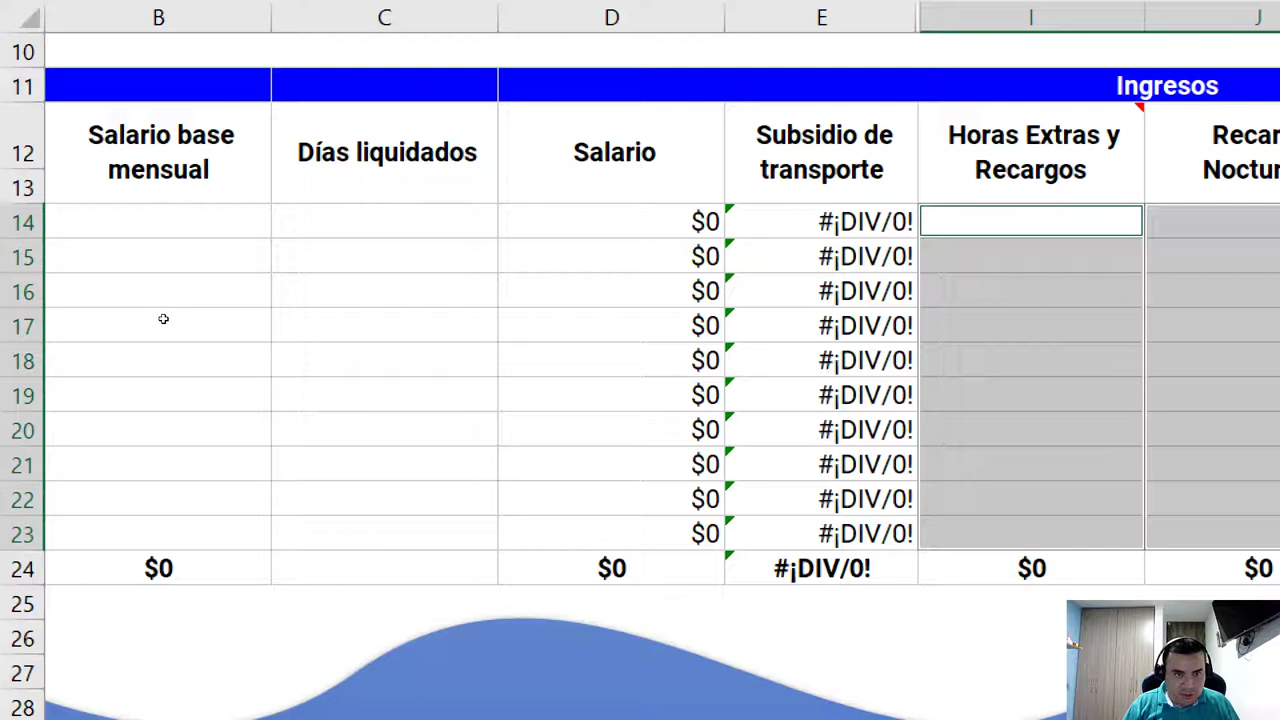 B C D E I J
10
11 Ingresos
12 Salario base mensual Días liquidados Salario Subsidio de transporte Horas Extras y Recargos
13
14 $0 #¡DIV/0!
15 $0 #¡DIV/0!
16 $0 #¡DIV/0!
17 $0 #¡DIV/0!
18 $0 #¡DIV/0!
19 $0 #¡DIV/0!
20 $0 #¡DIV/0!
21 $0 #¡DIV/0!
22 $0 #¡DIV/0!
23 $0 #¡DIV/0!
24 $0 $0 #¡DIV/0! $0 $0
25
26
27
28